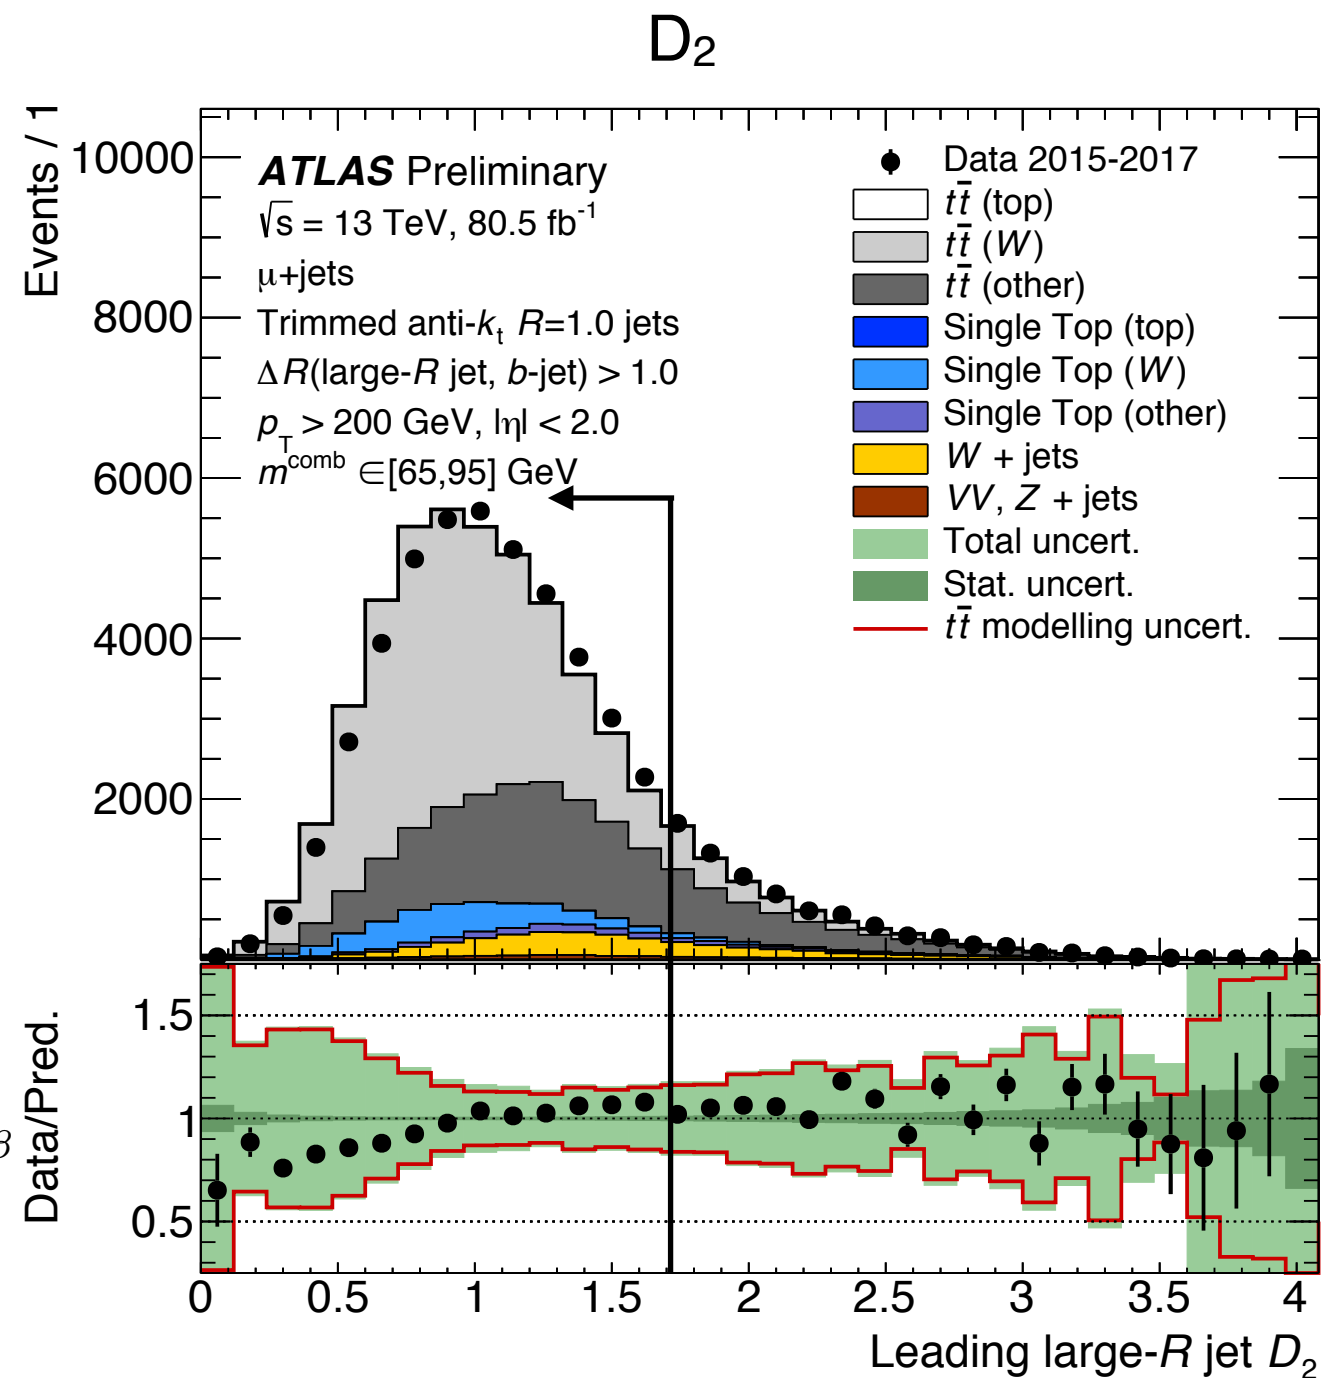 D₂
Events / 1
10000
8000
6000
4000
2000
ATLAS Preliminary
√s = 13 TeV, 80.5 fb⁻¹
μ+jets
Trimmed anti-kₜ R=1.0 jets
ΔR(large-R jet, b-jet) > 1.0
p_T > 200 GeV, |η| < 2.0
m^comb ∈[65,95] GeV
Data 2015-2017
tt̄ (top)
tt̄ (W)
tt̄ (other)
Single Top (top)
Single Top (W)
Single Top (other)
W + jets
VV, Z + jets
Total uncert.
Stat. uncert.
tt̄ modelling uncert.
Data/Pred.
1.5
1
0.5
0 0.5 1 1.5 2 2.5 3 3.5 4
Leading large-R jet D₂